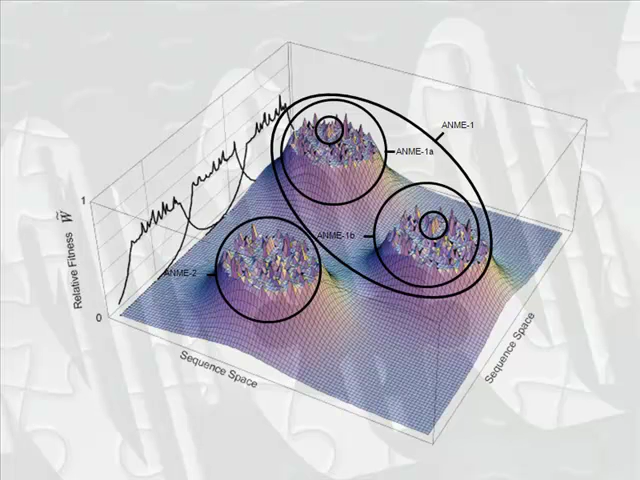 ANME-1
ANME-1a
ANME-1b
ANME-2
1
Relative Fitness W̃
0
Sequence Space
Sequence Space